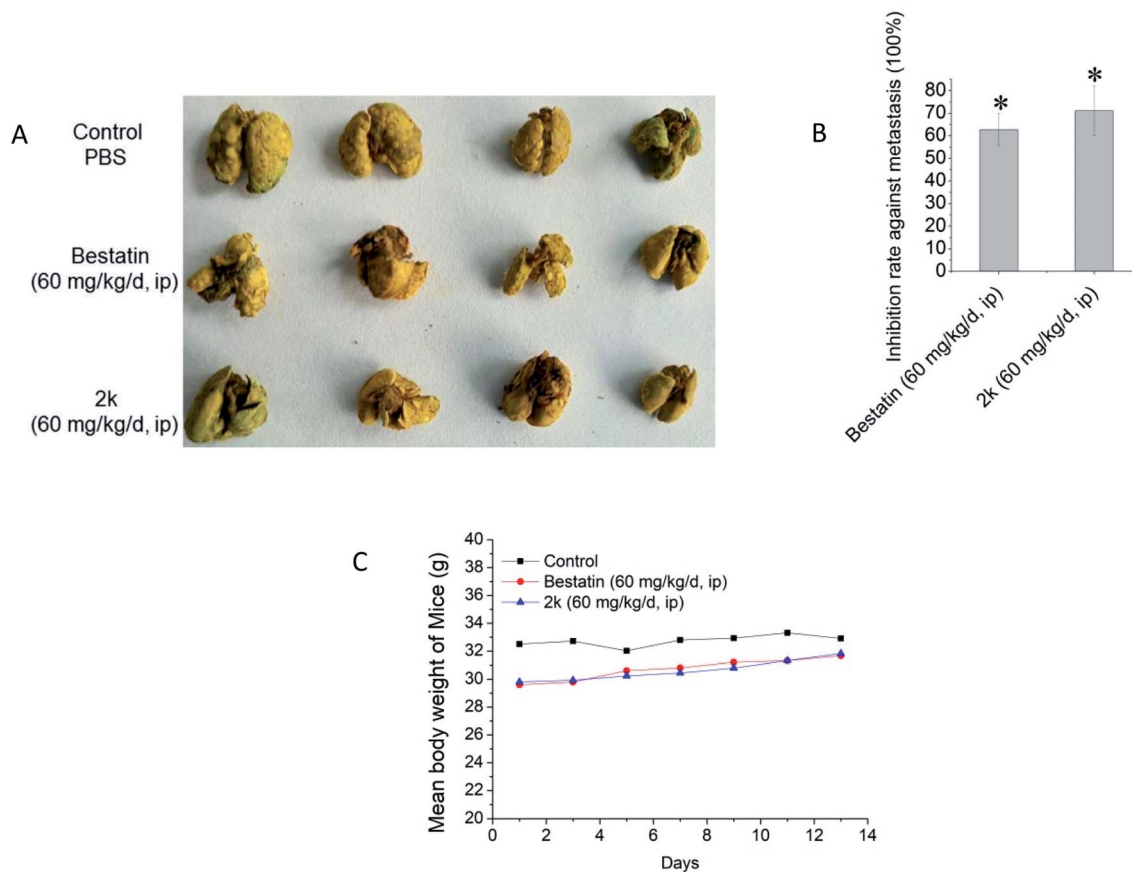 A
Control
PBS
Bestatin
(60 mg/kg/d, ip)
2k
(60 mg/kg/d, ip)
B
Inhibition rate against metastasis (100%)
80
70
60
50
40
30
20
10
0
*
*
Bestatin (60 mg/kg/d, ip)
2k (60 mg/kg/d, ip)
C
Mean body weight of Mice (g)
40
38
36
34
32
30
28
26
24
22
20
Control
Bestatin (60 mg/kg/d, ip)
2k (60 mg/kg/d, ip)
0 2 4 6 8 10 12 14
Days